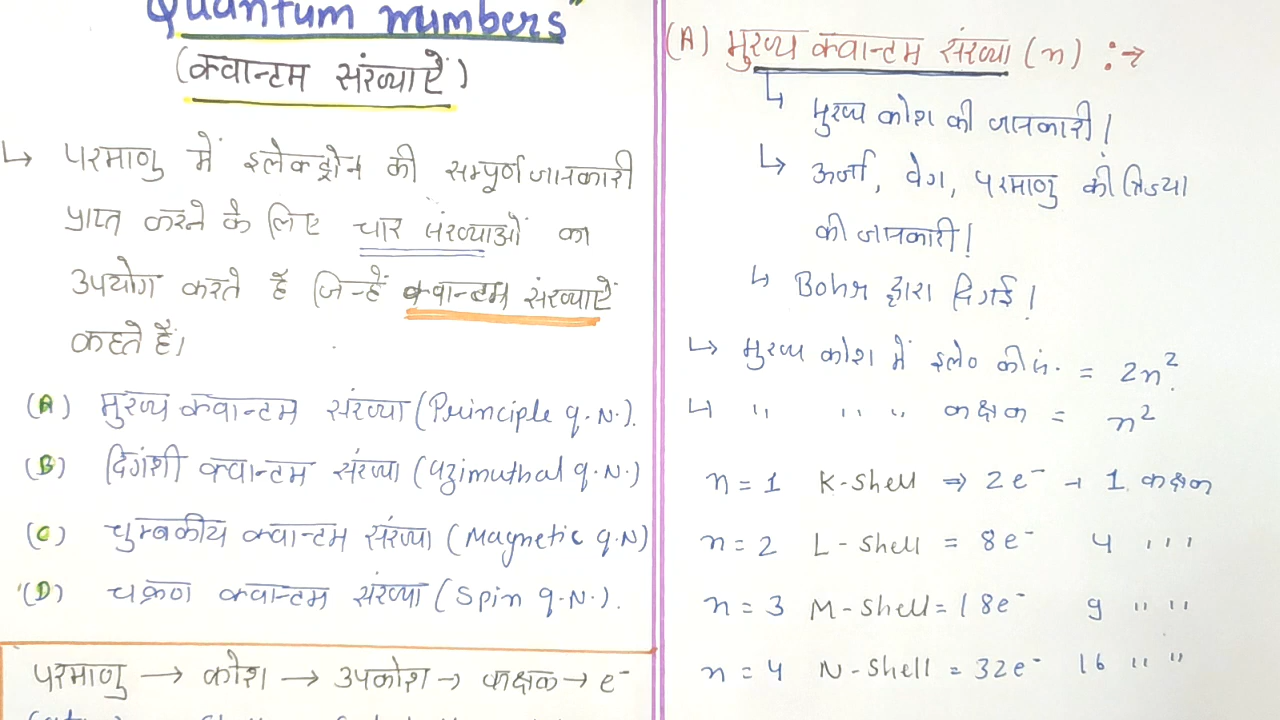 "Quantum numbers"
(क्वान्टम संख्याऐं)
↳ परमाणु में इलेक्ट्रोन की सम्पूर्ण जानकारी
प्राप्त करने के लिए चार संख्याओं का
उपयोग करते हैं जिन्हें क्वान्टम संख्याऐं
कहते हैं।
(A) मुख्य क्वान्टम संख्या (Principle q.N.).
(B) दिगंशी क्वान्टम संख्या (Azimuthal q.N.)
(C) चुम्बकीय क्वान्टम संख्या (Magnetic q.N)
(D) चक्रण क्वान्टम संख्या (Spin q.N.).
परमाणु → कोश → उपकोश → कक्षक → e⁻
(A) मुख्य क्वान्टम संख्या (n) :→
↳ मुख्य कोश की जानकारी!
↳ ऊर्जा, वेग, परमाणु की त्रिज्या
की जानकारी!
↳ Bohr द्वारा दि गई!
↳ मुख्य कोश में इले० की सं. = 2n².
↳ " " " कक्षक = n²
n = 1 K-Shell ⇒ 2e⁻ → 1. कक्षक
n = 2 L-Shell = 8e⁻ 4 , , ,
n = 3 M-Shell = 18e⁻ 9 " "
n = 4 N-Shell = 32e⁻ 16 " "